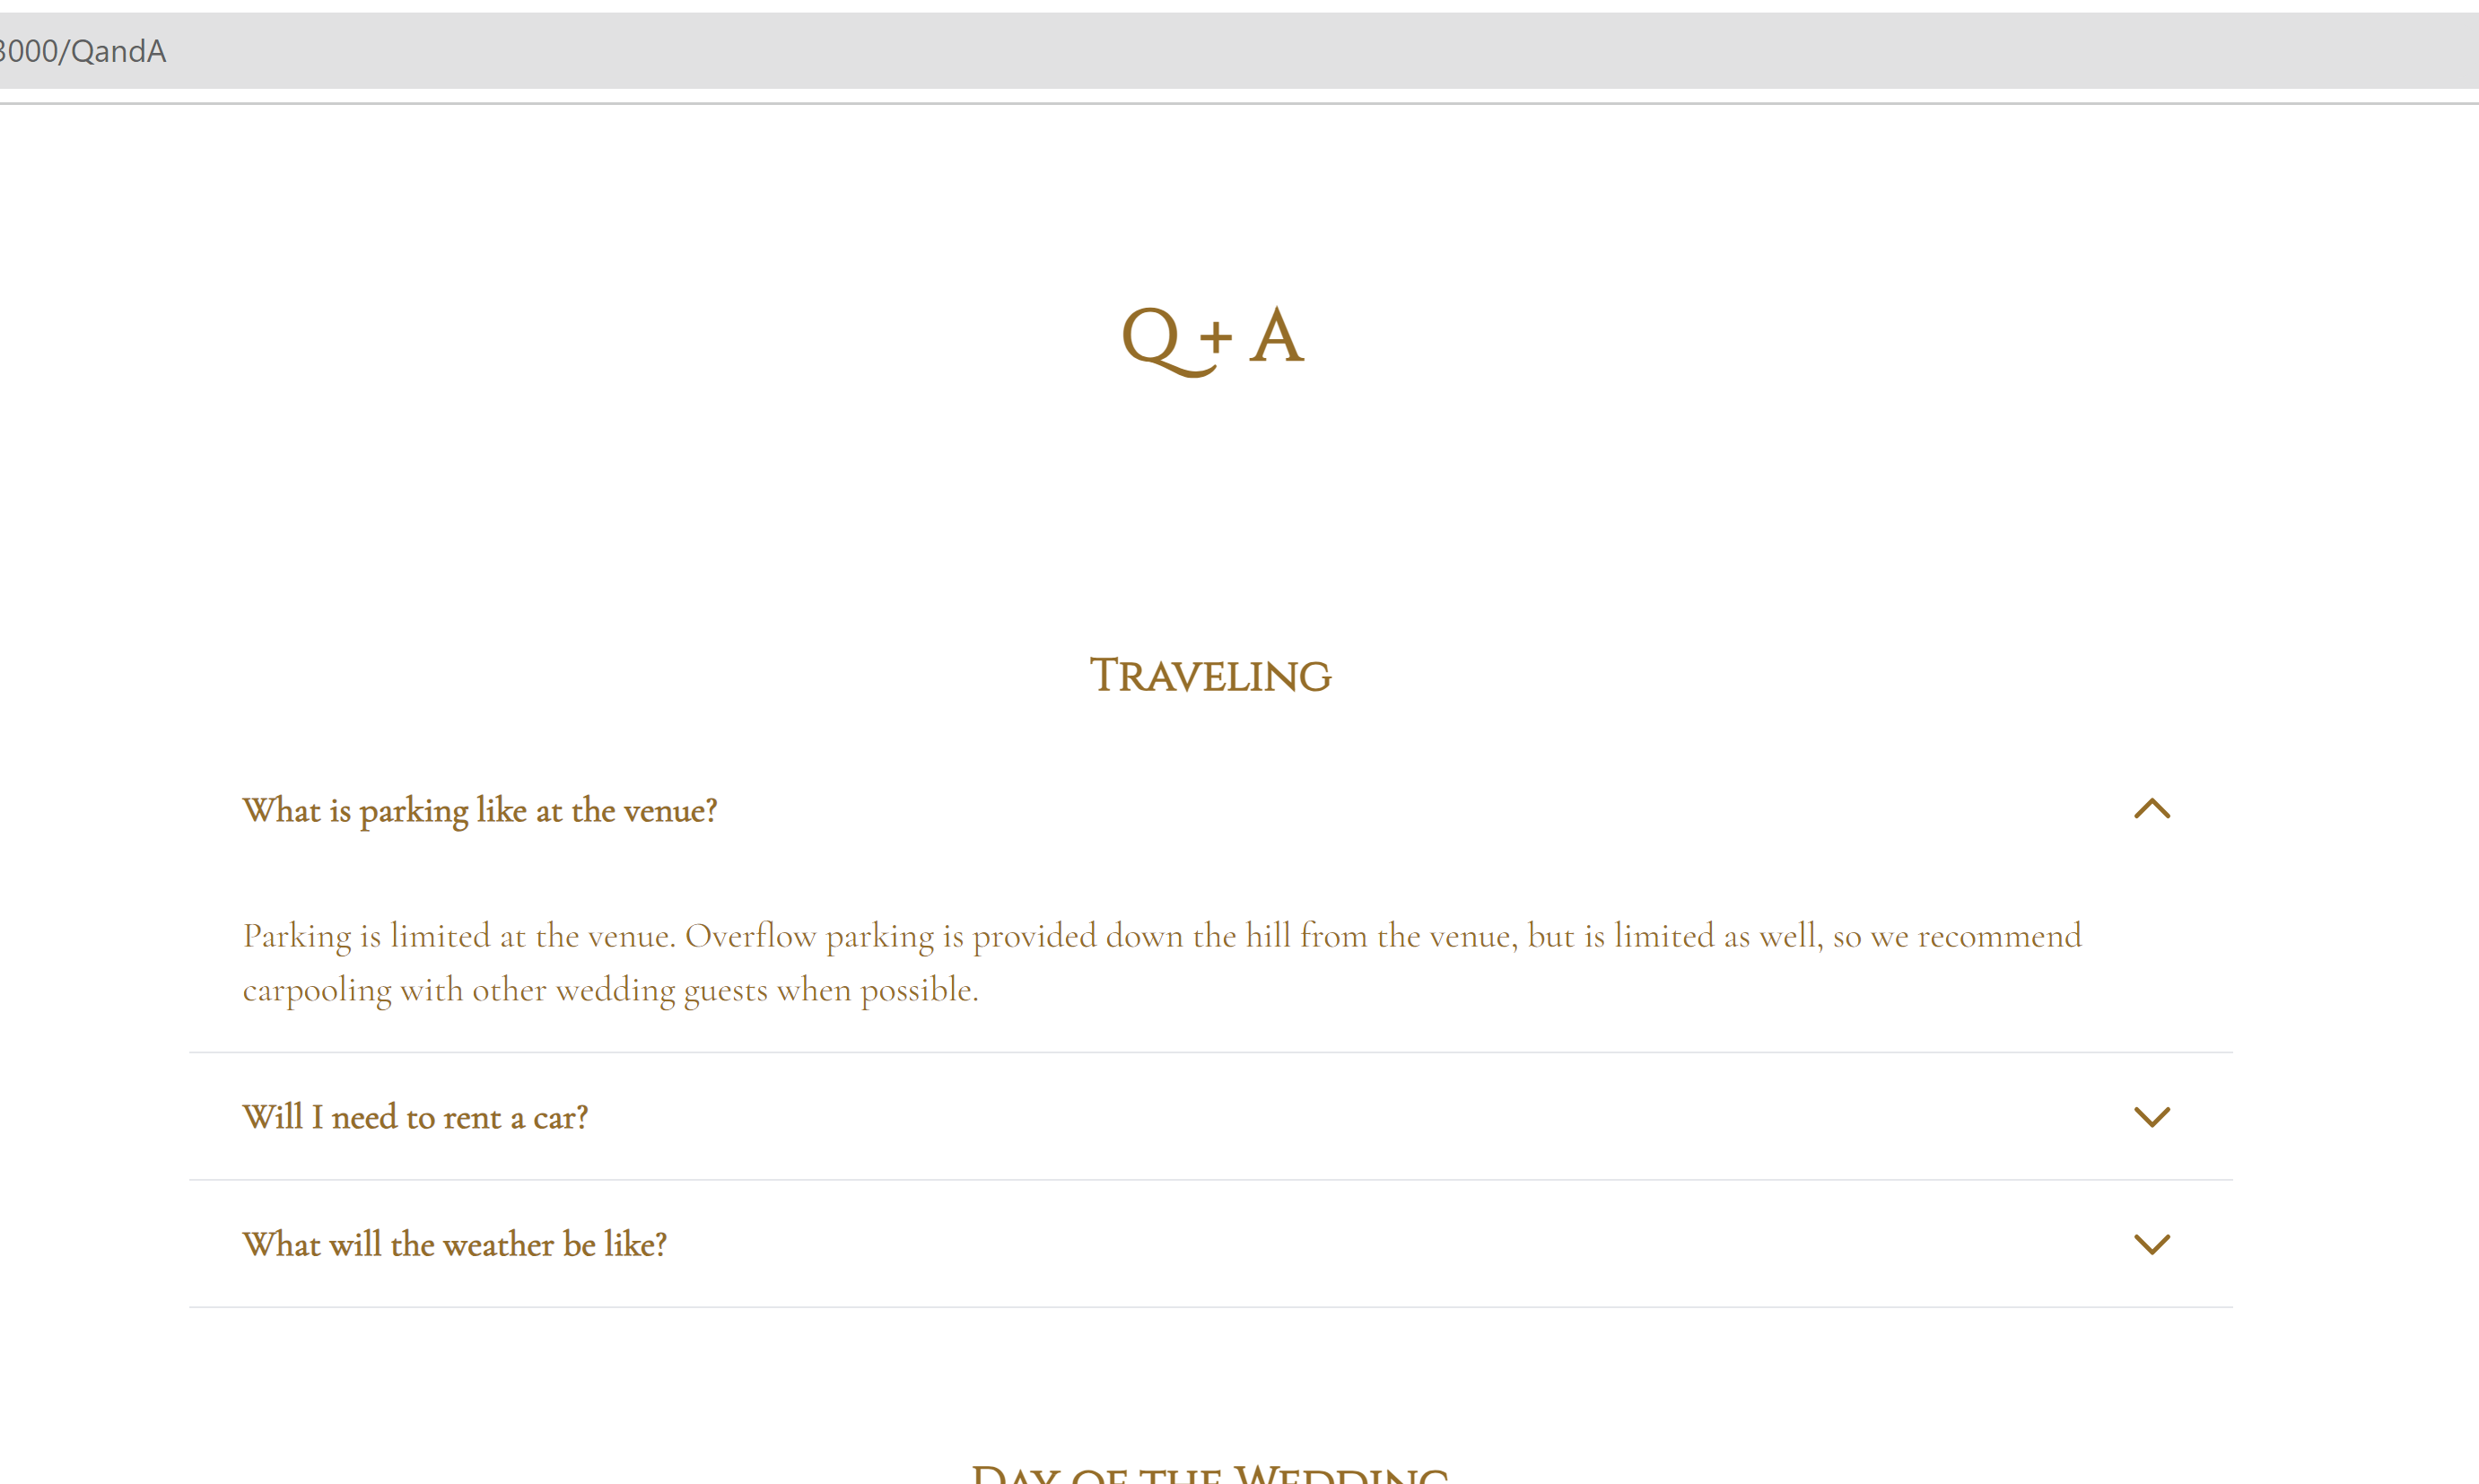 3000/QandA
Q + A
Traveling
What is parking like at the venue?
Parking is limited at the venue. Overflow parking is provided down the hill from the venue, but is limited as well, so we recommend
carpooling with other wedding guests when possible.
Will I need to rent a car?
What will the weather be like?
Day of the Wedding